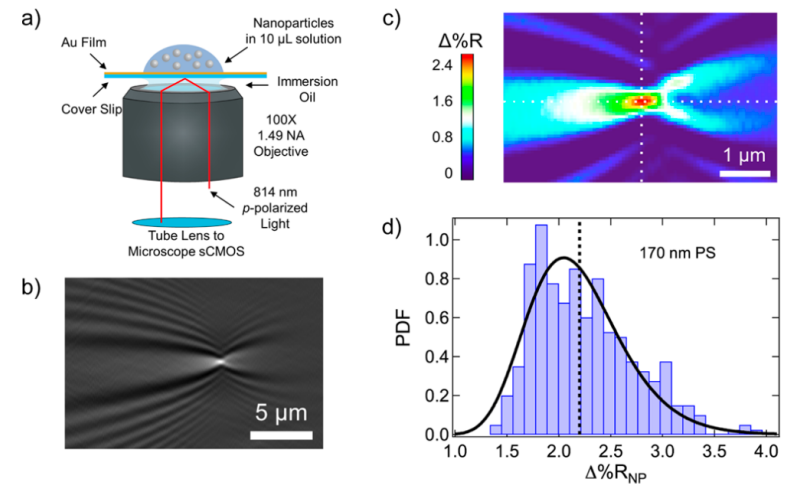 a)
Nanoparticles
in 10 µL solution
Au Film
Cover Slip
Immersion
Oil
100X
1.49 NA
Objective
814 nm
p-polarized
Light
Tube Lens to
Microscope sCMOS
b)
5 µm
c)
Δ%R
2.4
1.6
0.8
0
1 µm
d)
170 nm PS
PDF
1.0
0.8
0.6
0.4
0.2
0.0
1.0 1.5 2.0 2.5 3.0 3.5 4.0
Δ%RNP